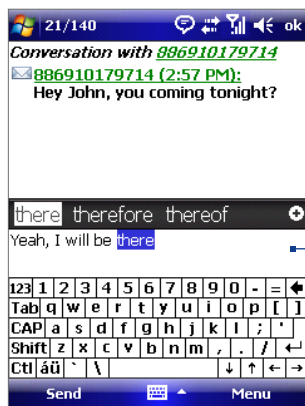 21/140 ok
Conversation with 886910179714
886910179714 (2:57 PM):
Hey John, you coming tonight?
there therefore thereof
Yeah, I will be there
123 1 2 3 4 5 6 7 8 9 0 - =
Tab q w e r t y u i o p [ ]
CAP a s d f g h j k l ; '
Shift z x c v b n m , . /
Ctl áü ` \
Send Menu